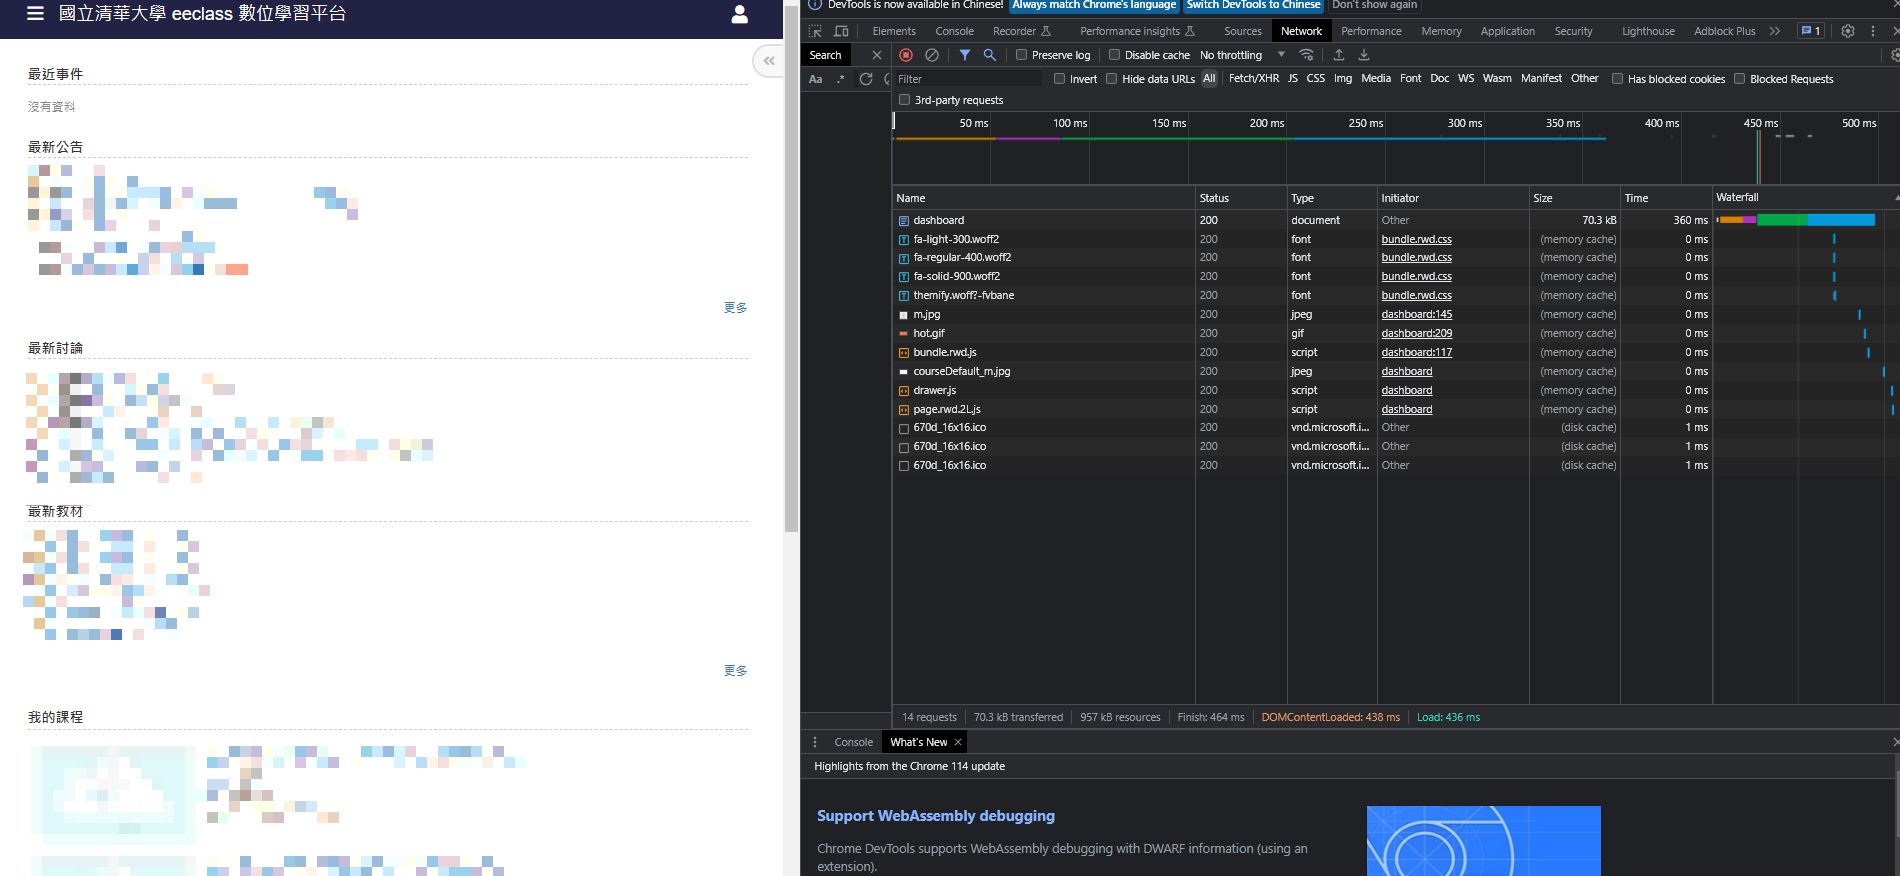 國立清華大學 eeclass 數位學習平台
最近事件
沒有資料
最新公告
更多
最新討論
最新教材
更多
我的課程
DevTools is now available in Chinese! Always match Chrome's language Switch DevTools to Chinese Don't show again
Elements Console Recorder Performance insights Sources Network Performance Memory Application Security Lighthouse Adblock Plus 1
Search Preserve log Disable cache No throttling
Aa .* Filter Invert Hide data URLs All Fetch/XHR JS CSS Img Media Font Doc WS Wasm Manifest Other Has blocked cookies Blocked Requests
3rd-party requests
50 ms 100 ms 150 ms 200 ms 250 ms 300 ms 350 ms 400 ms 450 ms 500 ms
Name Status Type Initiator Size Time Waterfall
dashboard 200 document Other 70.3 kB 360 ms
fa-light-300.woff2 200 font bundle.rwd.css (memory cache) 0 ms
fa-regular-400.woff2 200 font bundle.rwd.css (memory cache) 0 ms
fa-solid-900.woff2 200 font bundle.rwd.css (memory cache) 0 ms
themify.woff?-fvbane 200 font bundle.rwd.css (memory cache) 0 ms
m.jpg 200 jpeg dashboard:145 (memory cache) 0 ms
hot.gif 200 gif dashboard:209 (memory cache) 0 ms
bundle.rwd.js 200 script dashboard:117 (memory cache) 0 ms
courseDefault_m.jpg 200 jpeg dashboard (memory cache) 0 ms
drawer.js 200 script dashboard (memory cache) 0 ms
page.rwd.2L.js 200 script dashboard (memory cache) 0 ms
670d_16x16.ico 200 vnd.microsoft.i... Other (disk cache) 1 ms
670d_16x16.ico 200 vnd.microsoft.i... Other (disk cache) 1 ms
670d_16x16.ico 200 vnd.microsoft.i... Other (disk cache) 1 ms
14 requests 70.3 kB transferred 957 kB resources Finish: 464 ms DOMContentLoaded: 438 ms Load: 436 ms
Console What's New
Highlights from the Chrome 114 update
Support WebAssembly debugging
Chrome DevTools supports WebAssembly debugging with DWARF information (using an
extension).